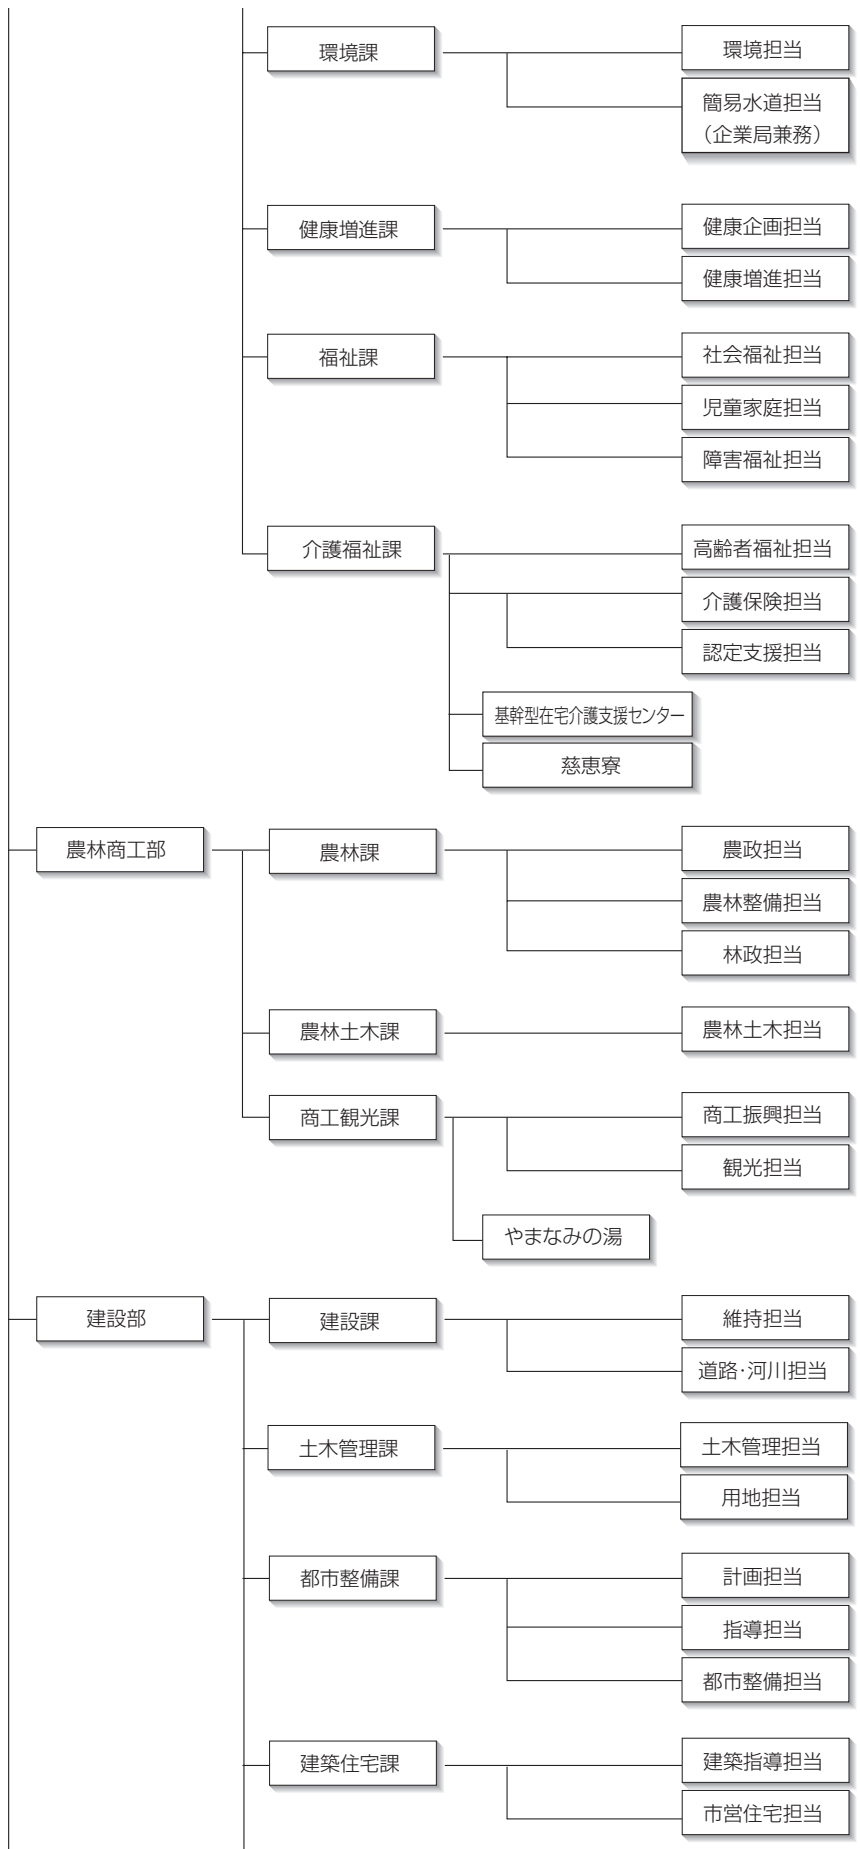 環境課
環境担当
簡易水道担当
（企業局兼務）
健康増進課
健康企画担当
健康増進担当
福祉課
社会福祉担当
児童家庭担当
障害福祉担当
介護福祉課
高齢者福祉担当
介護保険担当
認定支援担当
基幹型在宅介護支援センター
慈恵寮
農林商工部
農林課
農政担当
農林整備担当
林政担当
農林土木課
農林土木担当
商工観光課
商工振興担当
観光担当
やまなみの湯
建設部
建設課
維持担当
道路・河川担当
土木管理課
土木管理担当
用地担当
都市整備課
計画担当
指導担当
都市整備担当
建築住宅課
建築指導担当
市営住宅担当